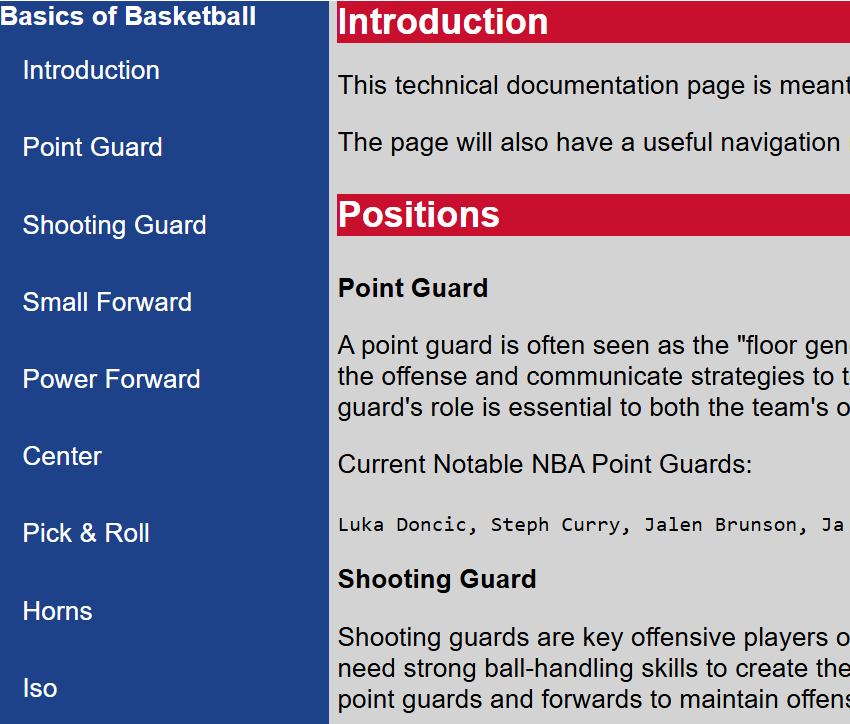 Basics of Basketball
Introduction
Point Guard
Shooting Guard
Small Forward
Power Forward
Center
Pick & Roll
Horns
Iso
Introduction
This technical documentation page is meant
The page will also have a useful navigation
Positions
Point Guard
A point guard is often seen as the "floor gen
the offense and communicate strategies to t
guard's role is essential to both the team's o
Current Notable NBA Point Guards:
Luka Doncic, Steph Curry, Jalen Brunson, Ja
Shooting Guard
Shooting guards are key offensive players o
need strong ball-handling skills to create the
point guards and forwards to maintain offens